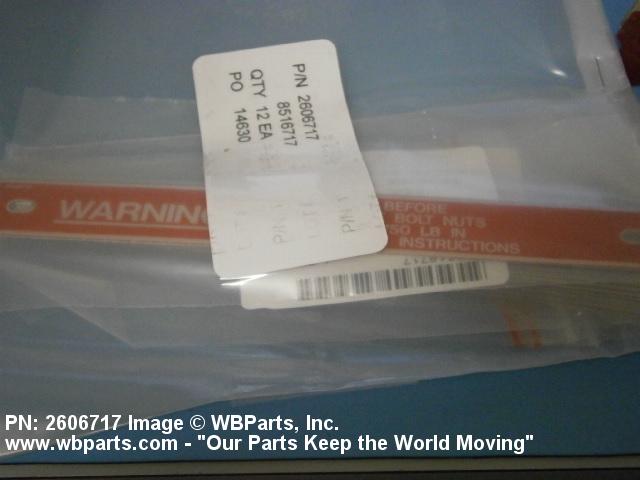 P/N 2606717
8516717
QTY 12 EA
PO 14630
WARNING
BEFORE
BOLT NUTS
50 LB IN
INSTRUCTIONS
PN: 2606717 Image © WBParts, Inc.
www.wbparts.com - "Our Parts Keep the World Moving"